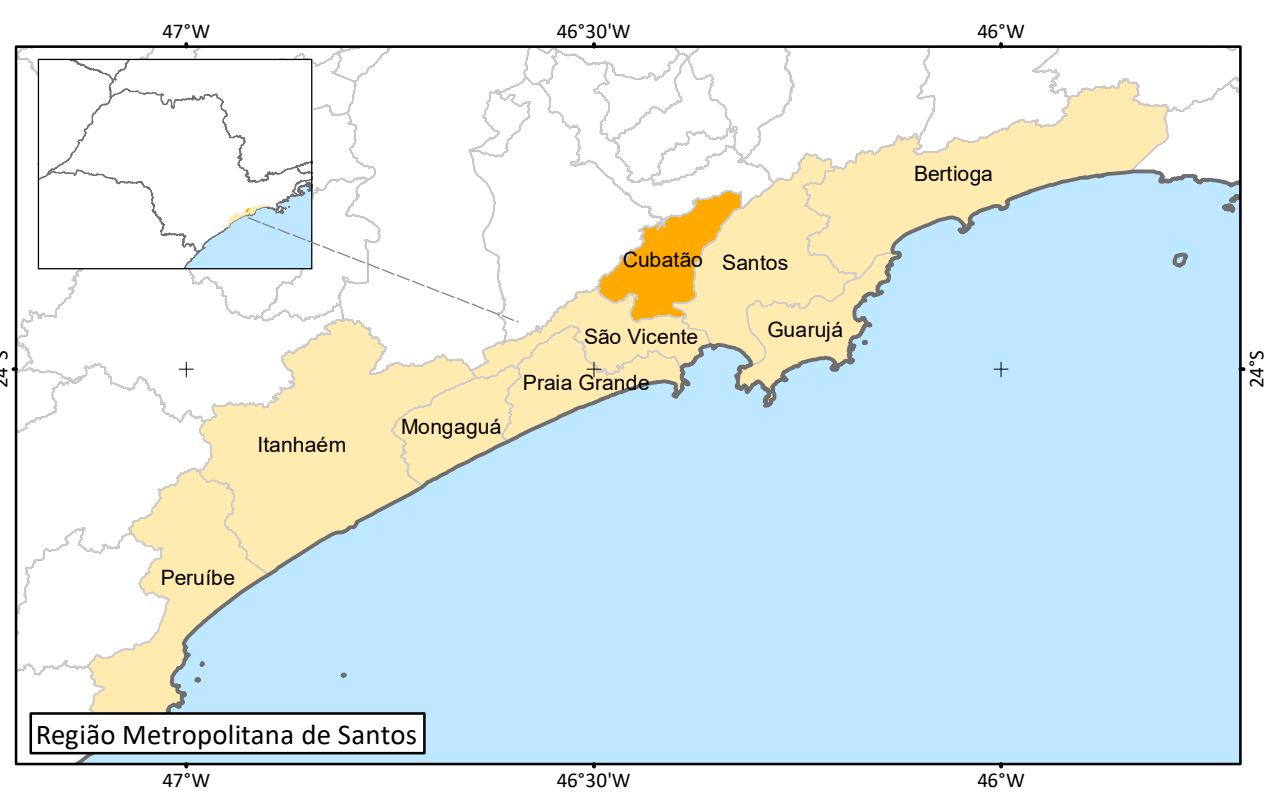 47°W
46°30'W
46°W
Bertioga
Cubatão
Santos
Guarujá
São Vicente
24°S
24°S
Praia Grande
Mongaguá
Itanhaém
Peruíbe
Região Metropolitana de Santos
47°W
46°30'W
46°W